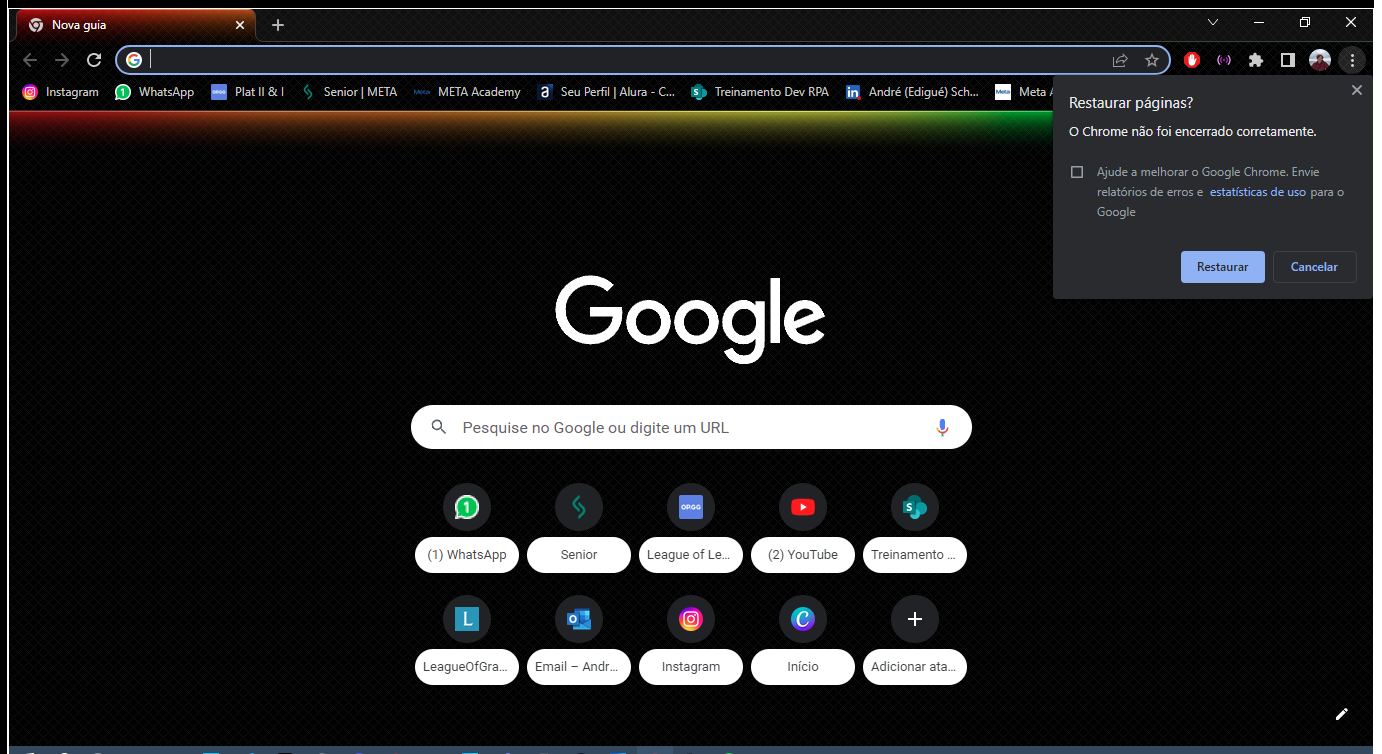 Nova guia
Instagram
WhatsApp
Plat II & I
Senior | META
META Academy
Seu Perfil | Alura - C...
Treinamento Dev RPA
André (Edigué) Sch...
Meta A
Restaurar páginas?
O Chrome não foi encerrado corretamente.
Ajude a melhorar o Google Chrome. Envie
relatórios de erros e estatísticas de uso para o
Google
Restaurar
Cancelar
Google
Pesquise no Google ou digite um URL
(1) WhatsApp
Senior
League of Le...
(2) YouTube
Treinamento ...
LeagueOfGra...
Email – Andr...
Instagram
Início
Adicionar ata...